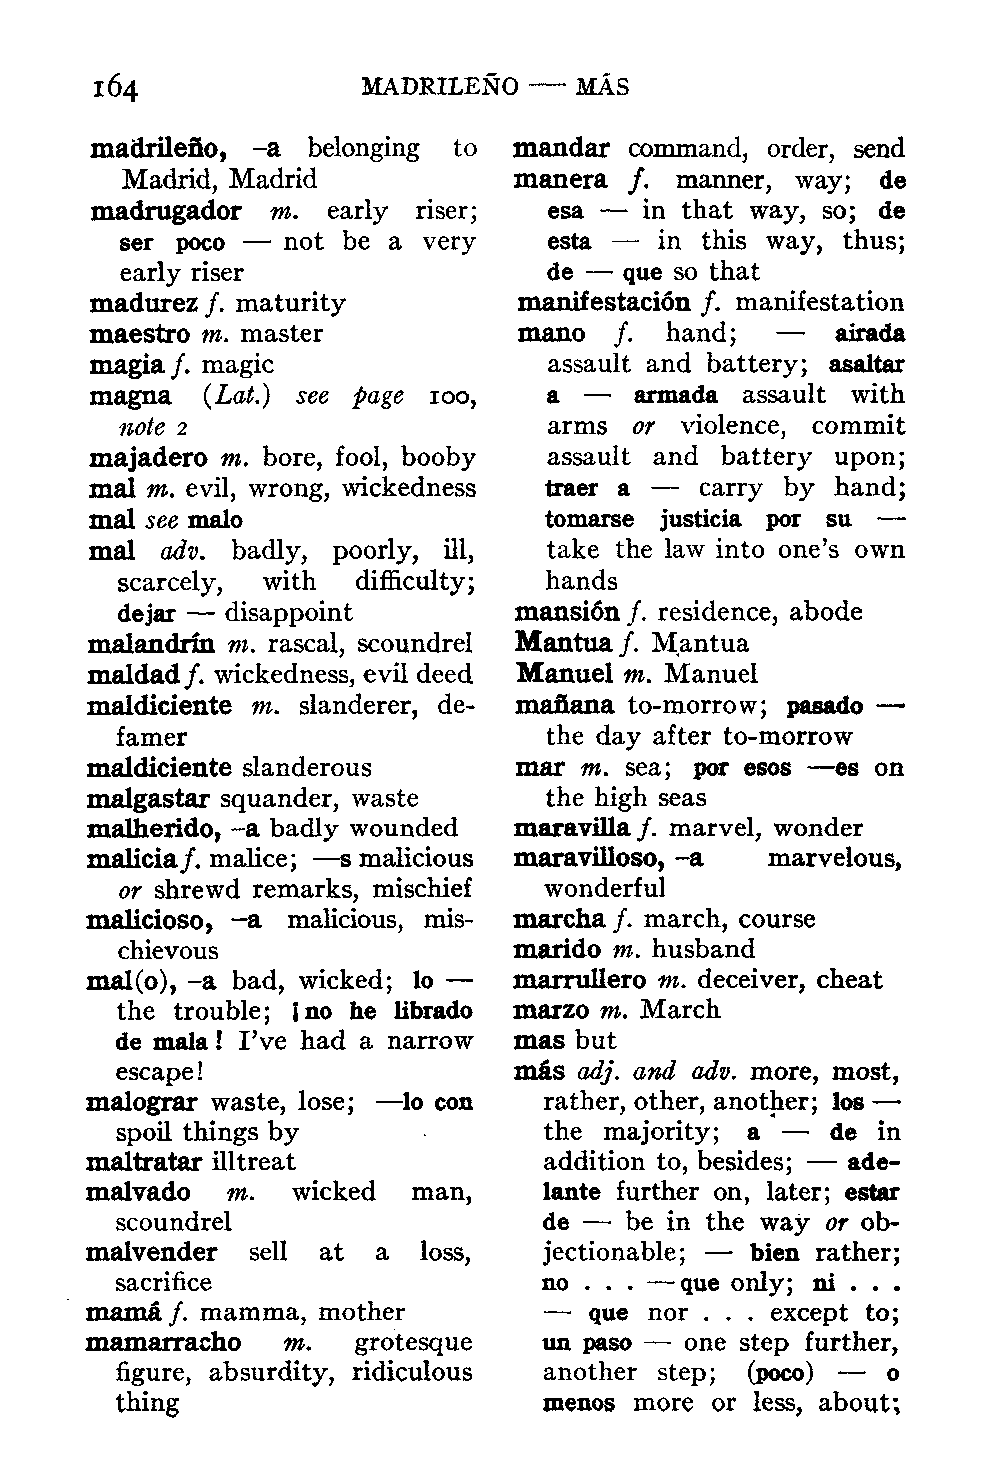 164 MADRILEÑO — MÁS
madrileño, -a belonging to
Madrid, Madrid
madrugador m. early riser;
ser poco — not be a very
early riser
madurez f. maturity
maestro m. master
magia f. magic
magna (Lat.) see page 100,
note 2
majadero m. bore, fool, booby
mal m. evil, wrong, wickedness
mal see malo
mal adv. badly, poorly, ill,
scarcely, with difficulty;
dejar — disappoint
malandrín m. rascal, scoundrel
maldad f. wickedness, evil deed
maldiciente m. slanderer, de-
famer
maldiciente slanderous
malgastar squander, waste
malherido, -a badly wounded
malicia f. malice; —s malicious
or shrewd remarks, mischief
malicioso, -a malicious, mis-
chievous
mal(o), -a bad, wicked; lo —
the trouble; ¡no he librado
de mala! I've had a narrow
escape!
malograr waste, lose; —lo con
spoil things by
maltratar illtreat
malvado m. wicked man,
scoundrel
malvender sell at a loss,
sacrifice
mamá f. mamma, mother
mamarracho m. grotesque
figure, absurdity, ridiculous
thing
mandar command, order, send
manera f. manner, way; de
esa — in that way, so; de
esta — in this way, thus;
de — que so that
manifestación f. manifestation
mano f. hand; — airada
assault and battery; asaltar
a — armada assault with
arms or violence, commit
assault and battery upon;
traer a — carry by hand;
tomarse justicia por su —
take the law into one's own
hands
mansión f. residence, abode
Mantua f. Mantua
Manuel m. Manuel
mañana to-morrow; pasado —
the day after to-morrow
mar m. sea; por esos —es on
the high seas
maravilla f. marvel, wonder
maravilloso, -a marvelous,
wonderful
marcha f. march, course
marido m. husband
marrullero m. deceiver, cheat
marzo m. March
mas but
más adj. and adv. more, most,
rather, other, another; los —
the majority; a — de in
addition to, besides; — ade-
lante further on, later; estar
de — be in the way or ob-
jectionable; — bien rather;
no . . . — que only; ni . . .
— que nor . . . except to;
un paso — one step further,
another step; (poco) — o
menos more or less, about;